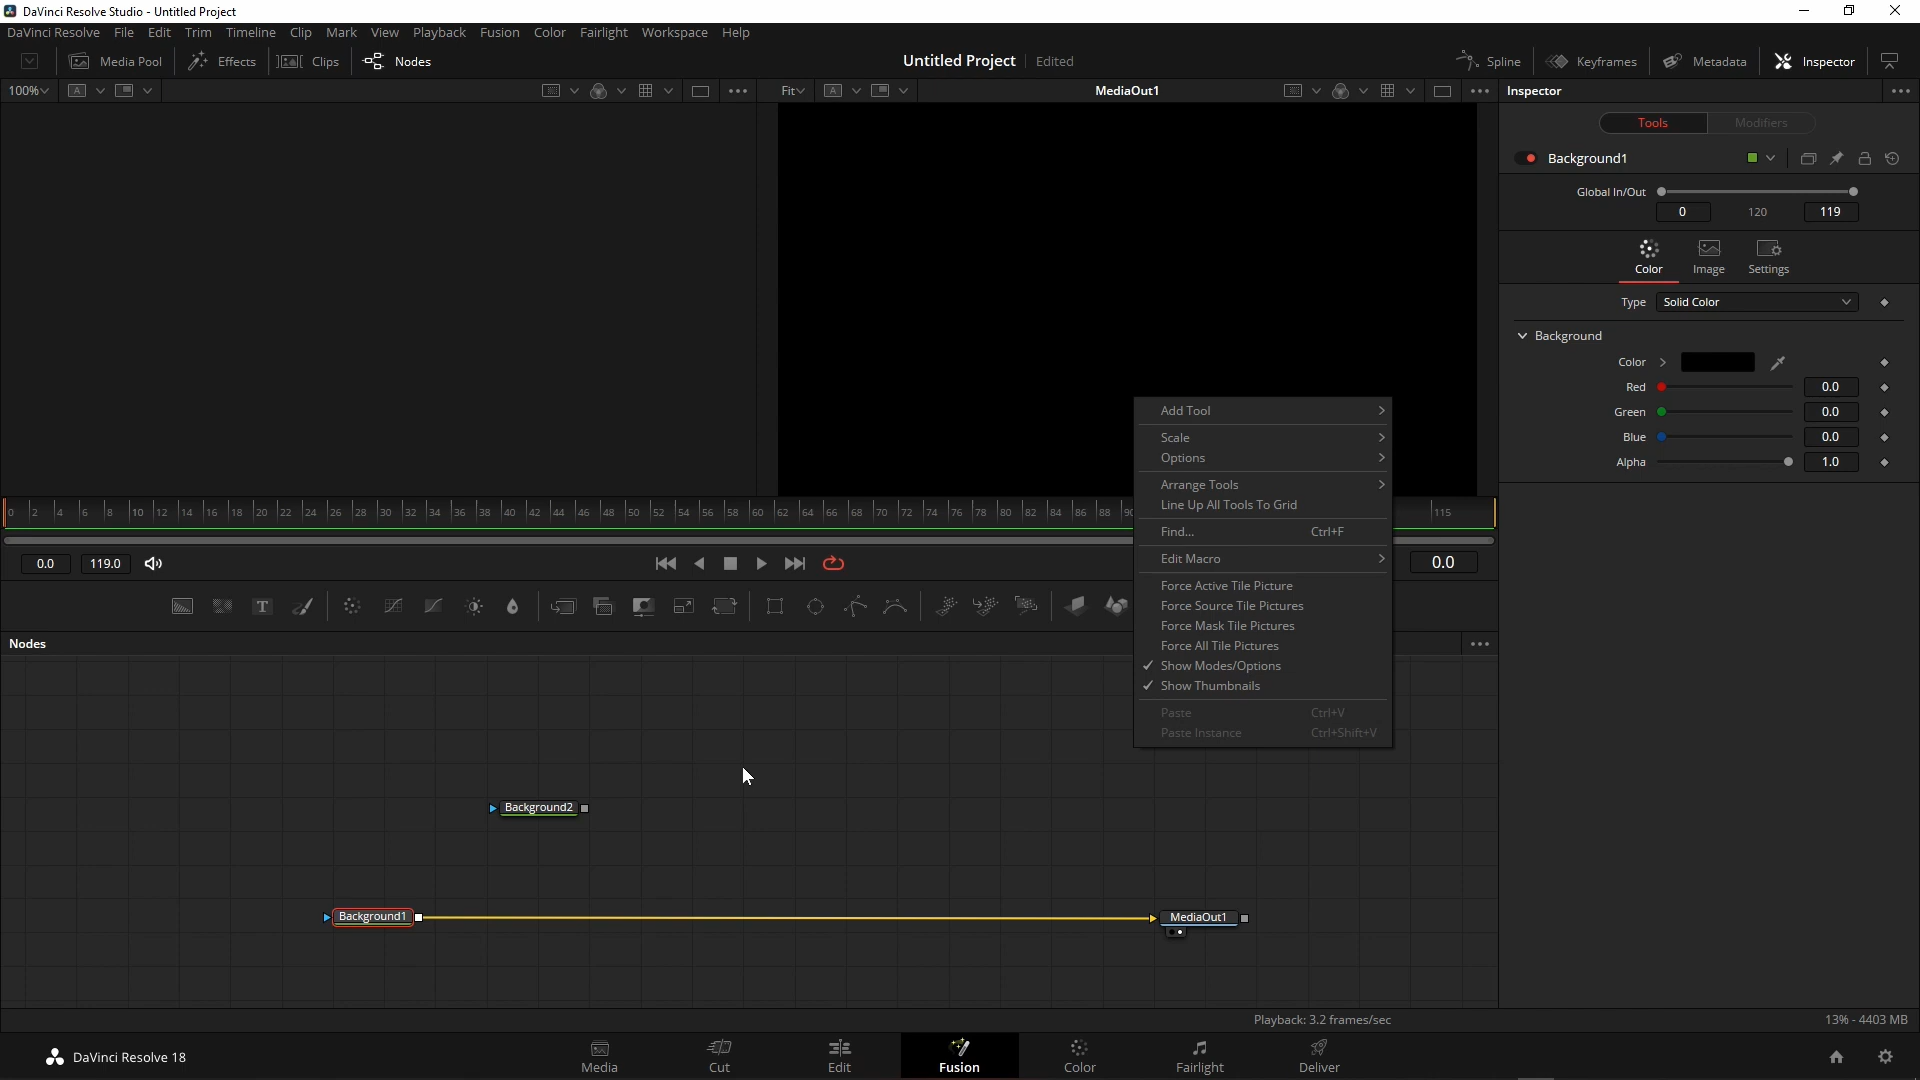 DaVinci Resolve Studio - Untitled Project
DaVinci Resolve File Edit Trim Timeline Clip Mark View Playback Fusion Color Fairlight Workspace Help
Media Pool Effects Clips Nodes Untitled Project Edited Spline Keyframes Metadata Inspector
100% A Fit A MediaOut1 Inspector
Tools Modifiers
Background1
Global In/Out
0 120 119
Color Image Settings
Type Solid Color
Background
Color
Red 0.0
Green 0.0
Blue 0.0
Alpha 1.0
Add Tool
Scale
Options
Arrange Tools
Line Up All Tools To Grid
Find... Ctrl+F
Edit Macro
Force Active Tile Picture
Force Source Tile Pictures
Force Mask Tile Pictures
Force All Tile Pictures
Show Modes/Options
Show Thumbnails
Paste Ctrl+V
Paste Instance Ctrl+Shift+V
0 2 4 6 8 10 12 14 16 18 20 22 24 26 28 30 32 34 36 38 40 42 44 46 48 50 52 54 56 58 60 62 64 66 68 70 72 74 76 78 80 82 84 86 88 90 115
0.0 119.0 0.0
T
Nodes
Background2
Background1 MediaOut1
Playback: 3.2 frames/sec 13% - 4403 MB
DaVinci Resolve 18 Media Cut Edit Fusion Color Fairlight Deliver